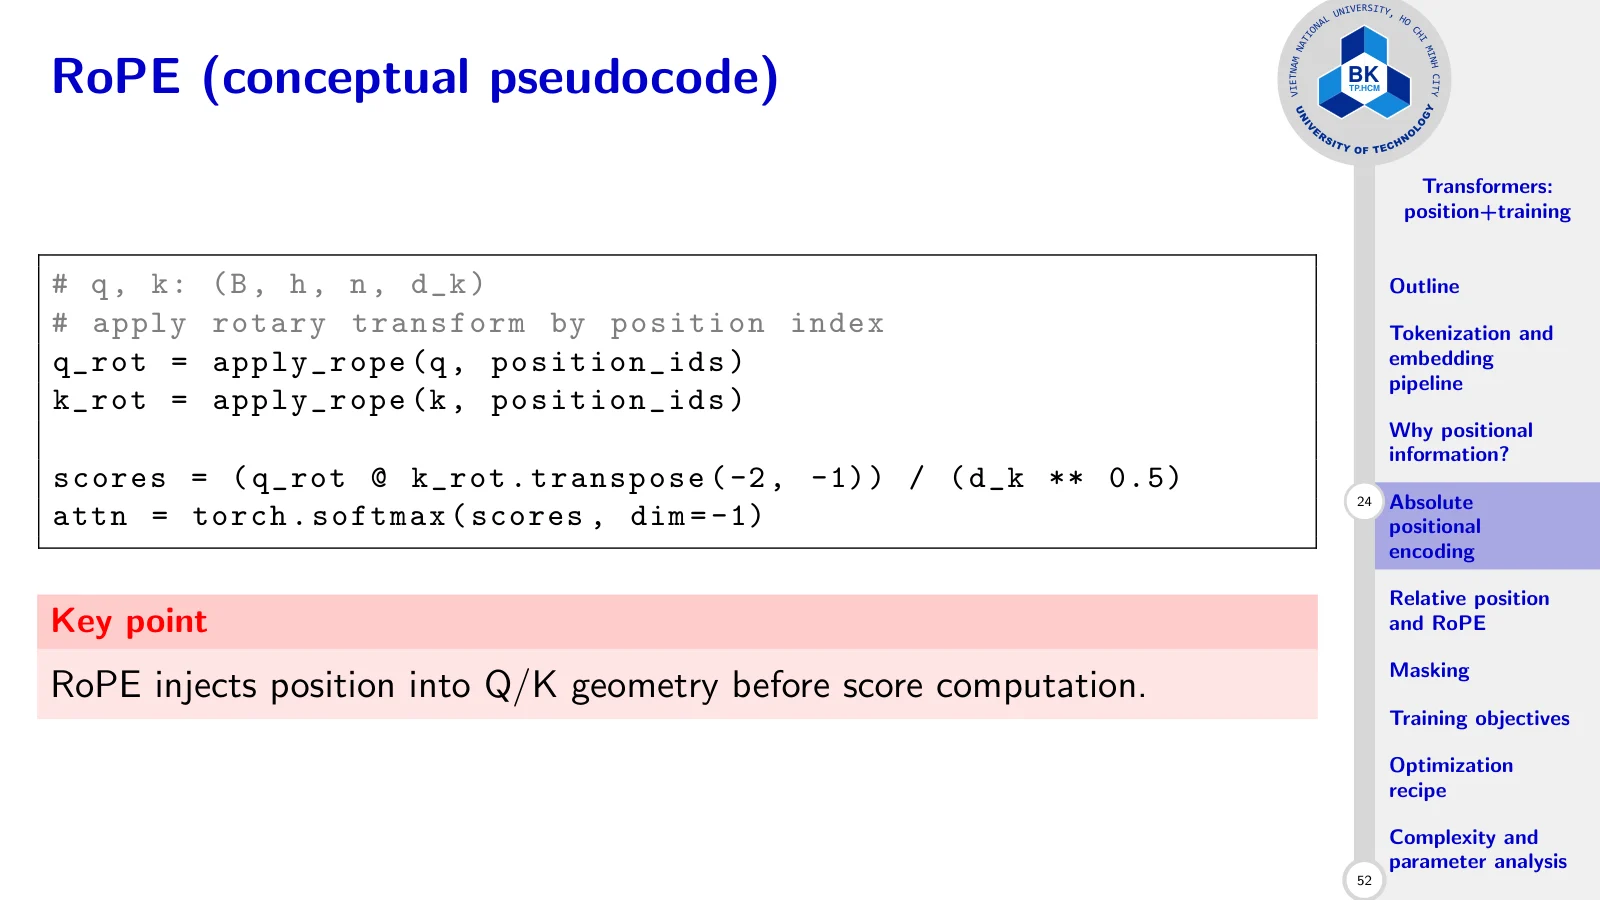 RoPE (conceptual pseudocode)
# q, k: (B, h, n, d_k)
# apply rotary transform by position index
q_rot = apply_rope(q, position_ids)
k_rot = apply_rope(k, position_ids)
scores = (q_rot @ k_rot.transpose(-2, -1)) / (d_k ** 0.5)
attn = torch.softmax(scores, dim=-1)
Key point
RoPE injects position into Q/K geometry before score computation.
VIETNAM NATIONAL UNIVERSITY, HO CHI MINH CITY
BK
TP.HCM
UNIVERSITY OF TECHNOLOGY
Transformers:
position+training
Outline
Tokenization and
embedding
pipeline
Why positional
information?
24
Absolute
positional
encoding
Relative position
and RoPE
Masking
Training objectives
Optimization
recipe
Complexity and
parameter analysis
52